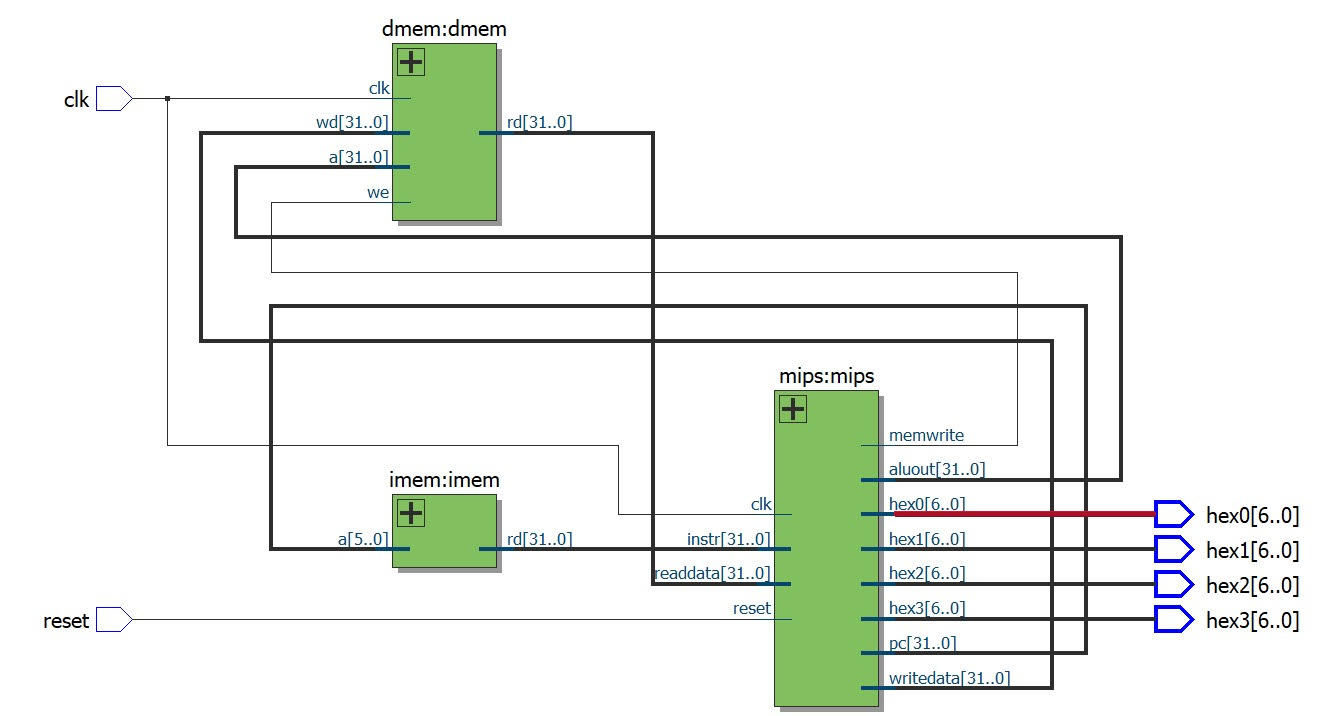 dmem:dmem
clk
clk
wd[31..0]
rd[31..0]
a[31..0]
we
mips:mips
memwrite
aluout[31..0]
imem:imem
clk
hex0[6..0]
hex0[6..0]
a[5..0]
rd[31..0]
instr[31..0]
hex1[6..0]
hex1[6..0]
readdata[31..0]
hex2[6..0]
hex2[6..0]
reset
reset
hex3[6..0]
hex3[6..0]
pc[31..0]
writedata[31..0]